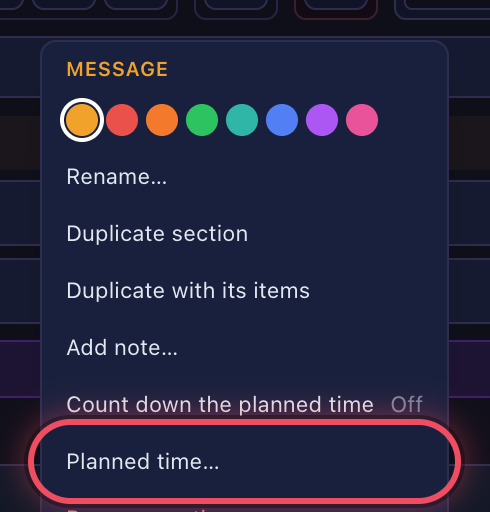 MESSAGE
Rename...
Duplicate section
Duplicate with its items
Add note...
Count down the planned time Off
Planned time...